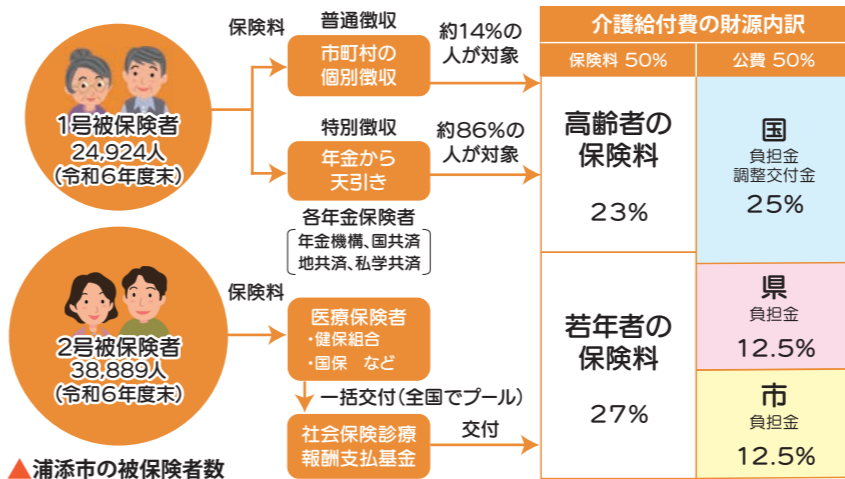 保険料
普通徴収
市町村の
個別徴収
約14%の
人が対象
1号被保険者
24,924人
(令和6年度末)
特別徴収
年金から
天引き
約86%の
人が対象
各年金保険者
年金機構、国共済
地共済、私学共済
保険料
2号被保険者
38,889人
(令和6年度末)
医療保険者
・健保組合
・国保 など
一括交付(全国でプール)
社会保険診療
報酬支払基金
交付
▲浦添市の被保険者数
介護給付費の財源内訳
保険料 50%
公費 50%
高齢者の
保険料
23%
若年者の
保険料
27%
国
負担金
調整交付金
25%
県
負担金
12.5%
市
負担金
12.5%